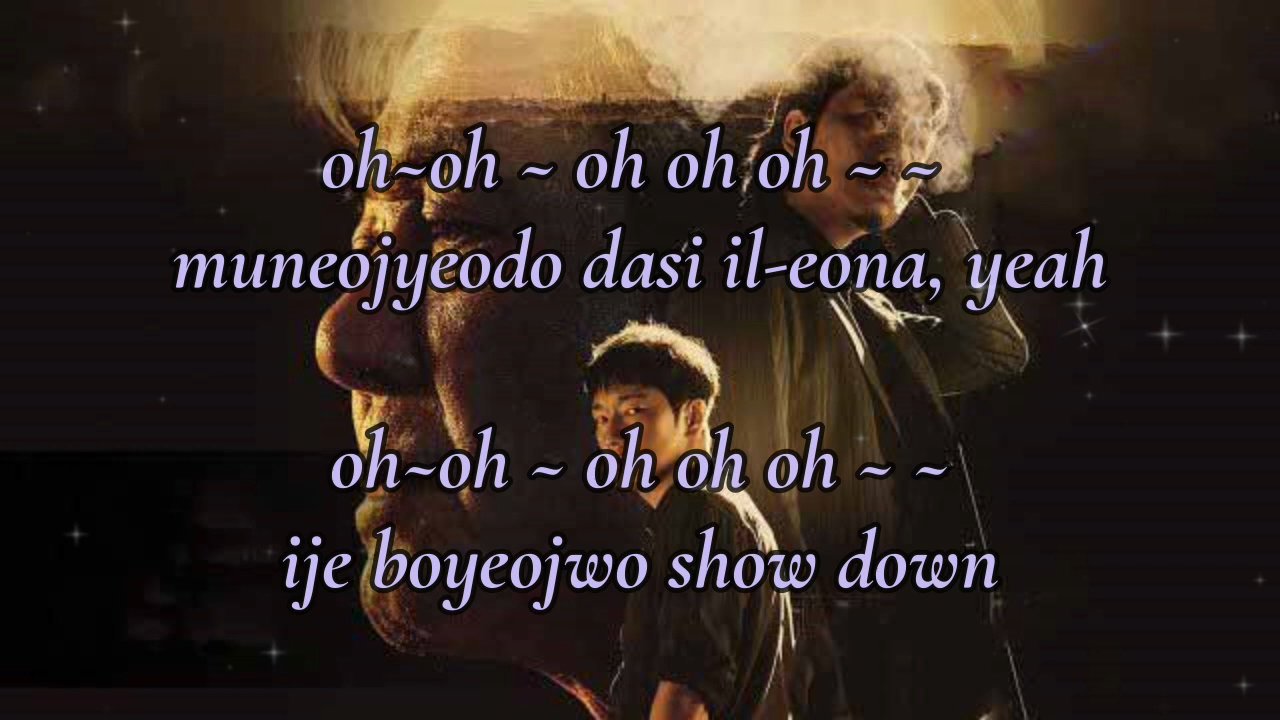 oh~oh ~ oh oh oh ~ ~
muneojyeodo dasi il-eona, yeah
oh~oh ~ oh oh oh ~ ~
ije boyeojwo show down